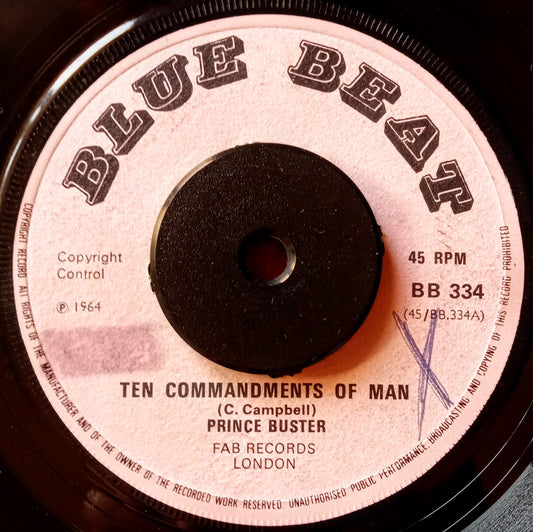 BLUE BEAT
Copyright
Control
℗ 1964
45 RPM
BB 334
(45/BB.334A)
TEN COMMANDMENTS OF MAN
(C. Campbell)
PRINCE BUSTER
FAB RECORDS
LONDON
COPYRIGHT RECORD. ALL RIGHTS OF THE MANUFACTURER AND OF THE OWNER OF THE RECORDED WORK RESERVED. UNAUTHORISED PUBLIC PERFORMANCE BROADCASTING AND COPYING OF THIS RECORD PROHIBITED